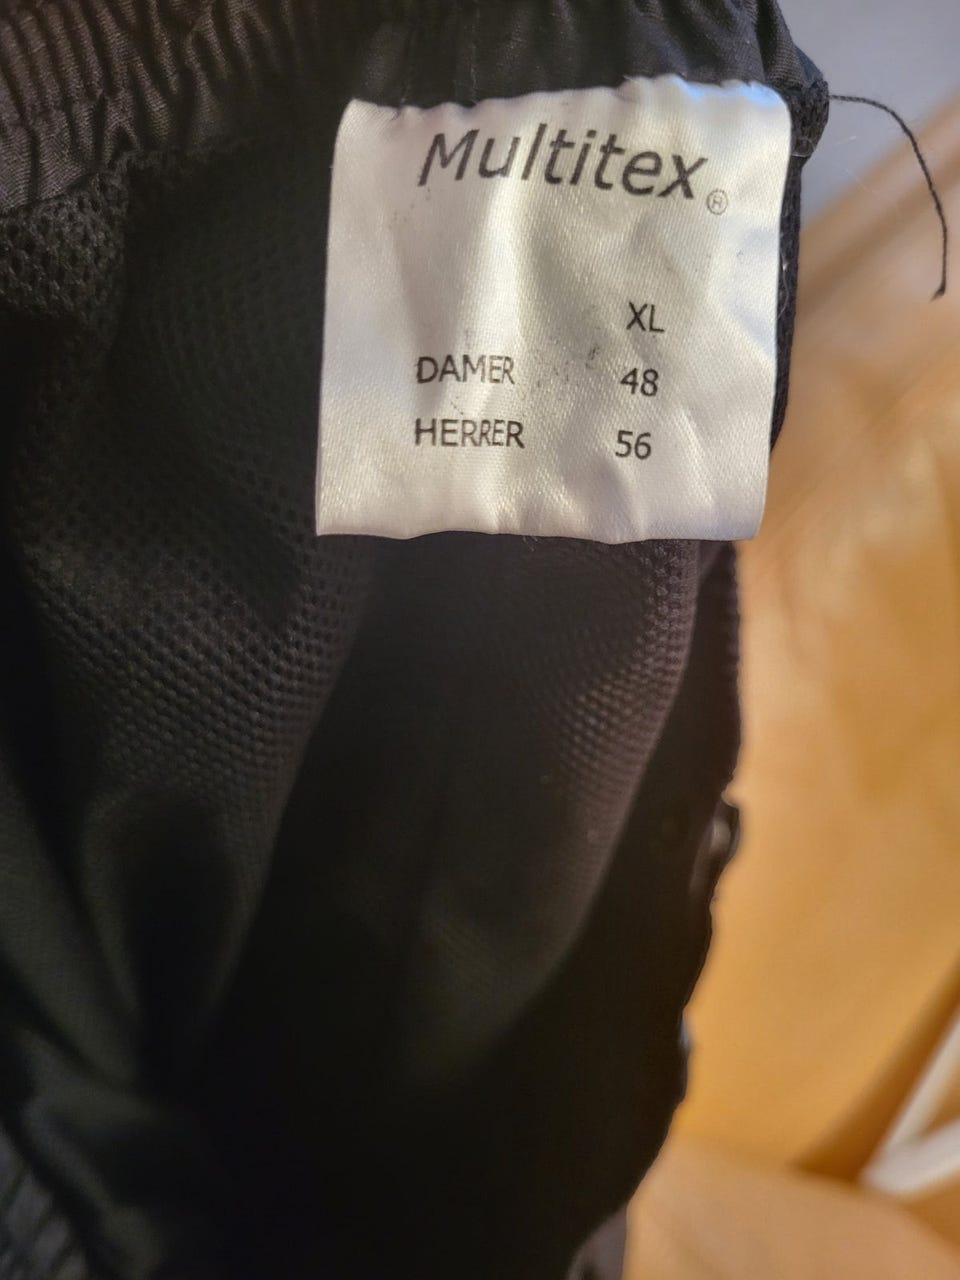 Multitex®
XL
DAMER 48
HERRER 56